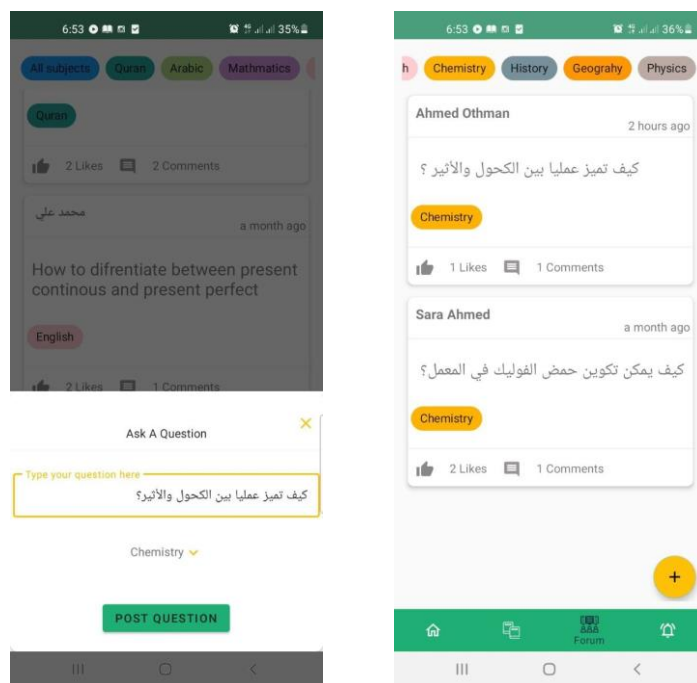 6:53
35%
All subjects
Quran
Arabic
Mathmatics
Quran
2 Likes
2 Comments
محمد علي
a month ago
How to difrentiate between present
continous and present perfect
English
2 Likes
1 Comments
Ask A Question
Type your question here
كيف تميز عمليا بين الكحول والأثير؟
Chemistry
POST QUESTION
6:53
36%
h
Chemistry
History
Geograhy
Physics
Ahmed Othman
2 hours ago
كيف تميز عمليا بين الكحول والأثير ؟
Chemistry
1 Likes
1 Comments
Sara Ahmed
a month ago
كيف يمكن تكوين حمض الفوليك في المعمل؟
Chemistry
2 Likes
1 Comments
Forum